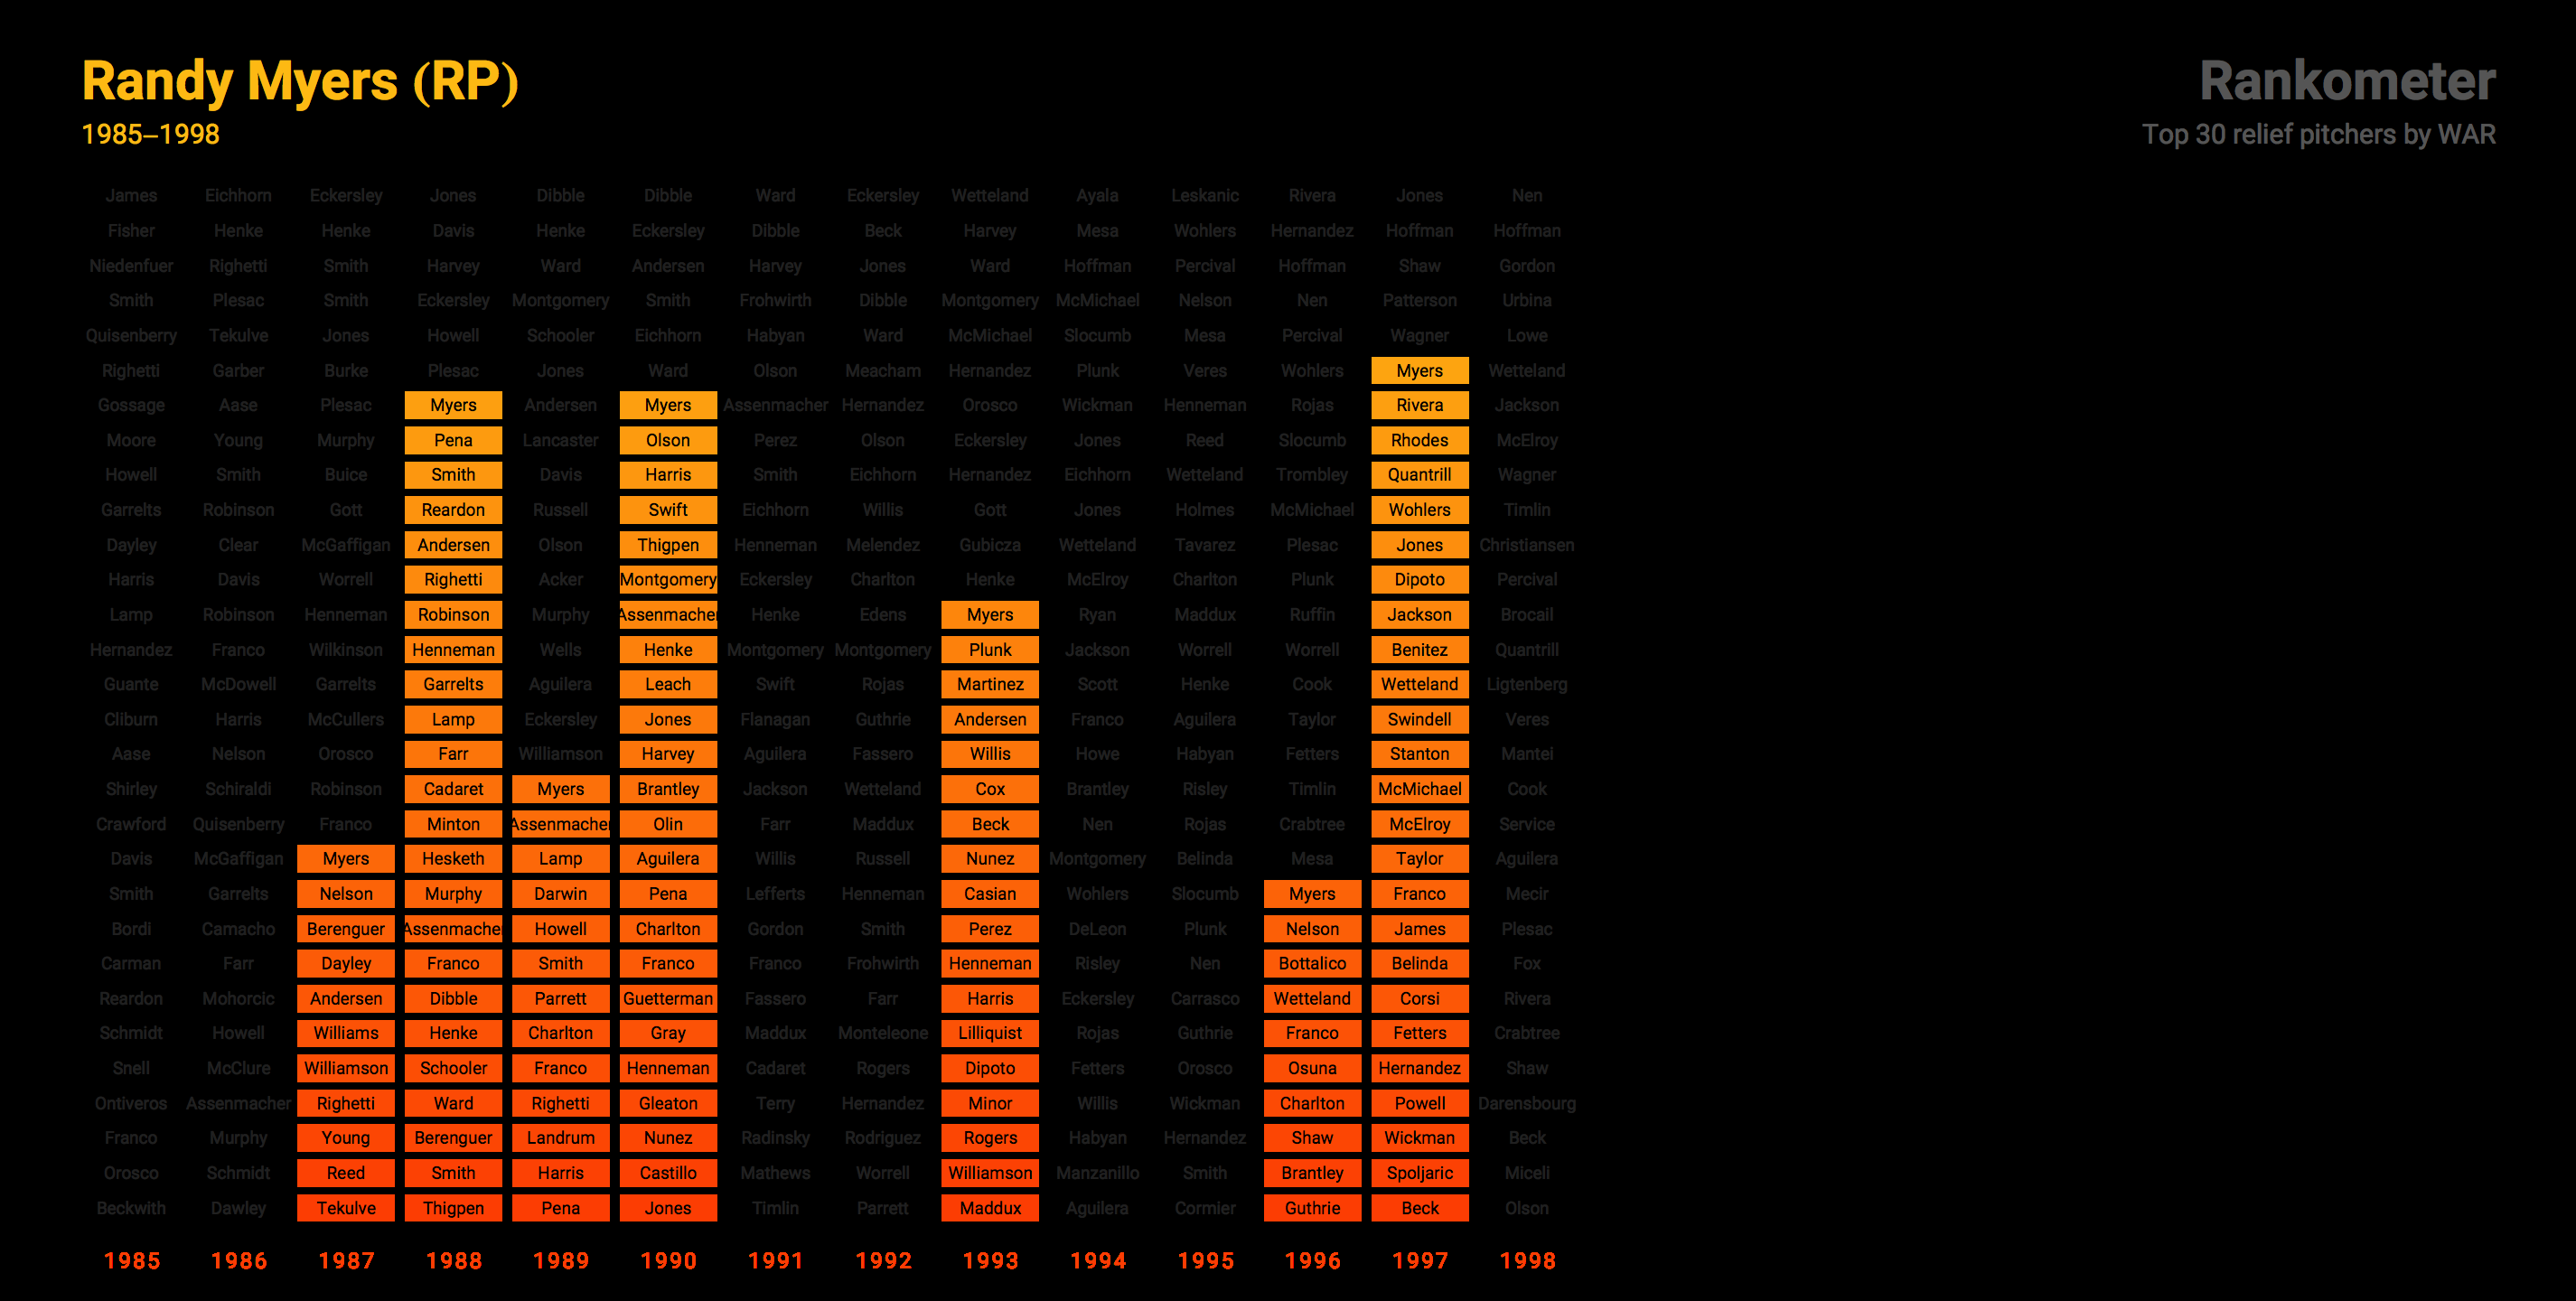 Randy Myers (RP)
1985–1998
Rankometer
Top 30 relief pitchers by WAR
James Eichhorn Eckersley Jones Dibble Dibble Ward Eckersley Wetteland Ayala Leskanic Rivera Jones Nen
Fisher Henke Henke Davis Henke Eckersley Dibble Beck Harvey Mesa Wohlers Hernandez Hoffman Hoffman
Niedenfuer Righetti Smith Harvey Ward Andersen Harvey Jones Ward Hoffman Percival Hoffman Shaw Gordon
Smith Plesac Smith Eckersley Montgomery Smith Frohwirth Dibble Montgomery McMichael Nelson Nen Patterson Urbina
Quisenberry Tekulve Jones Howell Schooler Eichhorn Habyan Ward McMichael Slocumb Mesa Percival Wagner Lowe
Righetti Garber Burke Plesac Jones Ward Olson Meacham Hernandez Plunk Veres Wohlers Myers Wetteland
Gossage Aase Plesac Myers Andersen Myers Assenmacher Hernandez Orosco Wickman Henneman Rojas Rivera Jackson
Moore Young Murphy Pena Lancaster Olson Perez Olson Eckersley Jones Reed Slocumb Rhodes McElroy
Howell Smith Buice Smith Davis Harris Smith Eichhorn Hernandez Eichhorn Wetteland Trombley Quantrill Wagner
Garrelts Robinson Gott Reardon Russell Swift Eichhorn Willis Gott Jones Holmes McMichael Wohlers Timlin
Dayley Clear McGaffigan Andersen Olson Thigpen Henneman Melendez Gubicza Wetteland Tavarez Plesac Jones Christiansen
Harris Davis Worrell Righetti Acker Montgomery Eckersley Charlton Henke McElroy Charlton Plunk Dipoto Percival
Lamp Robinson Henneman Robinson Murphy Assenmacher Henke Edens Myers Ryan Maddux Ruffin Jackson Brocail
Hernandez Franco Wilkinson Henneman Wells Henke Montgomery Montgomery Plunk Jackson Worrell Worrell Benitez Quantrill
Guante McDowell Garrelts Garrelts Aguilera Leach Swift Rojas Martinez Scott Henke Cook Wetteland Ligtenberg
Cliburn Harris McCullers Lamp Eckersley Jones Flanagan Guthrie Andersen Franco Aguilera Taylor Swindell Veres
Aase Nelson Orosco Farr Williamson Harvey Aguilera Fassero Willis Howe Habyan Fetters Stanton Mantei
Shirley Schiraldi Robinson Cadaret Myers Brantley Jackson Wetteland Cox Brantley Risley Timlin McMichael Cook
Crawford Quisenberry Franco Minton Assenmacher Olin Farr Maddux Beck Nen Rojas Crabtree McElroy Service
Davis McGaffigan Myers Hesketh Lamp Aguilera Willis Russell Nunez Montgomery Belinda Mesa Taylor Aguilera
Smith Garrelts Nelson Murphy Darwin Pena Lefferts Henneman Casian Wohlers Slocumb Myers Franco Mecir
Bordi Camacho Berenguer Assenmacher Howell Charlton Gordon Smith Perez DeLeon Plunk Nelson James Plesac
Carman Farr Dayley Franco Smith Franco Franco Frohwirth Henneman Risley Nen Bottalico Belinda Fox
Reardon Mohorcic Andersen Dibble Parrett Guetterman Fassero Farr Harris Eckersley Carrasco Wetteland Corsi Rivera
Schmidt Howell Williams Henke Charlton Gray Maddux Monteleone Lilliquist Rojas Guthrie Franco Fetters Crabtree
Snell McClure Williamson Schooler Franco Henneman Cadaret Rogers Dipoto Fetters Orosco Osuna Hernandez Shaw
Ontiveros Assenmacher Righetti Ward Righetti Gleaton Terry Hernandez Minor Willis Wickman Charlton Powell Darensbourg
Franco Murphy Young Berenguer Landrum Nunez Radinsky Rodriguez Rogers Habyan Hernandez Shaw Wickman Beck
Orosco Schmidt Reed Smith Harris Castillo Mathews Worrell Williamson Manzanillo Smith Brantley Spoljaric Miceli
Beckwith Dawley Tekulve Thigpen Pena Jones Timlin Parrett Maddux Aguilera Cormier Guthrie Beck Olson
1985 1986 1987 1988 1989 1990 1991 1992 1993 1994 1995 1996 1997 1998